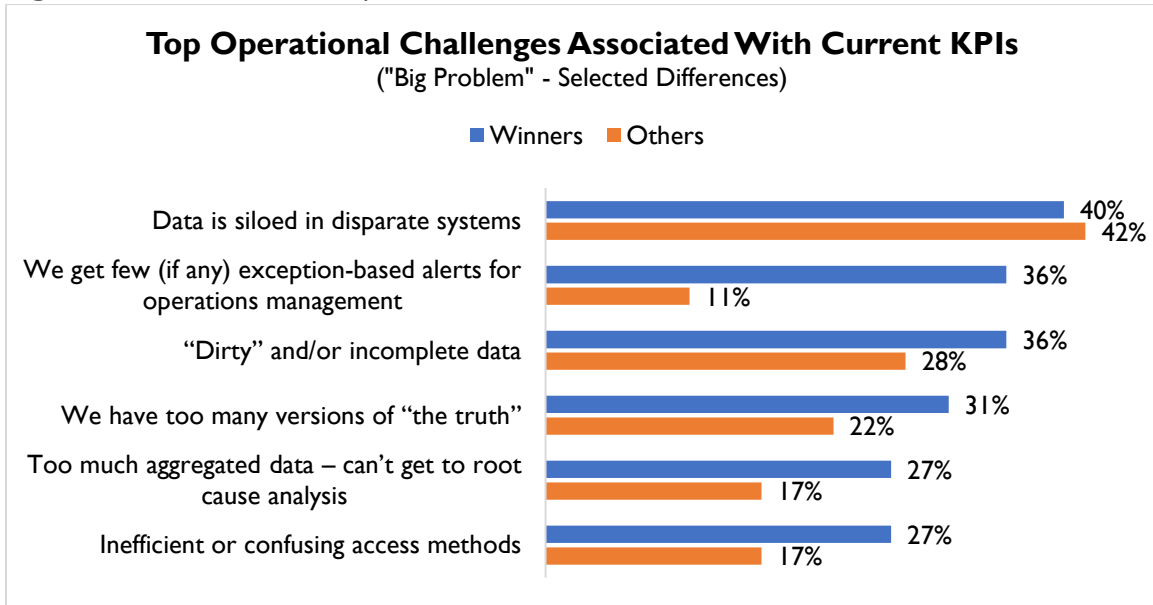 Top Operational Challenges Associated With Current KPIs
("Big Problem" - Selected Differences)
Winners Others
Data is siloed in disparate systems
40%
42%
We get few (if any) exception-based alerts for
operations management
36%
11%
“Dirty” and/or incomplete data
36%
28%
We have too many versions of “the truth”
31%
22%
Too much aggregated data – can’t get to root
cause analysis
27%
17%
Inefficient or confusing access methods
27%
17%